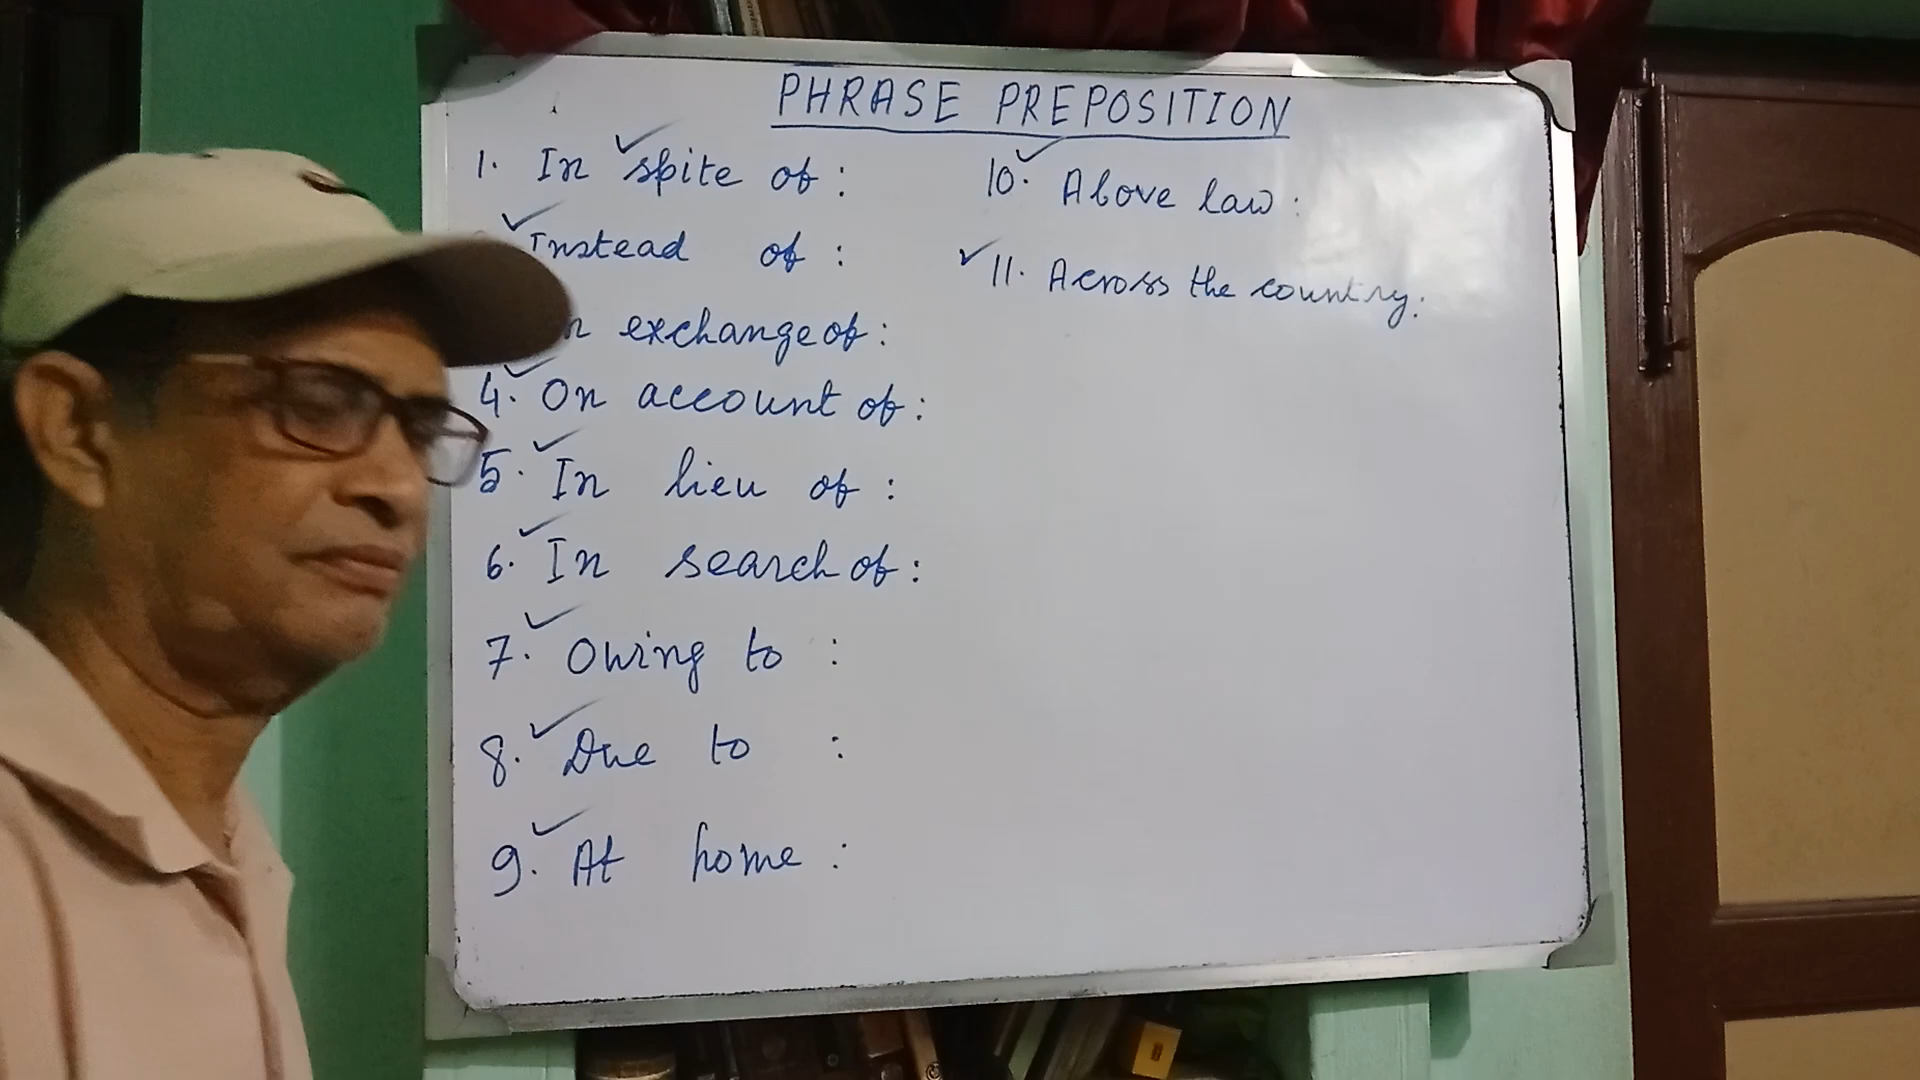 PHRASE PREPOSITION
1. In spite of :
Instead of :
exchange of :
4. On account of :
5. In lieu of :
6. In search of :
7. Owing to :
8. Due to :
9. At home :
10. Above law :
11. Across the country :